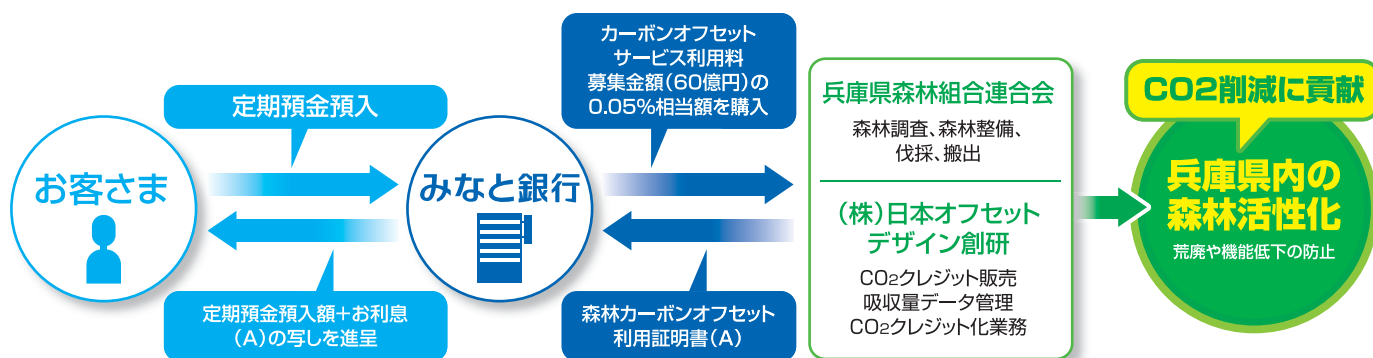 お客さま
定期預金預入
定期預金預入額+お利息
(A)の写しを進呈
みなと銀行
カーボンオフセット
サービス利用料
募集金額(60億円)の
0.05%相当額を購入
森林カーボンオフセット
利用証明書(A)
兵庫県森林組合連合会
森林調査、森林整備、
伐採、搬出
(株)日本オフセット
デザイン創研
CO2クレジット販売
吸収量データ管理
CO2クレジット化業務
CO2削減に貢献
兵庫県内の
森林活性化
荒廃や機能低下の防止